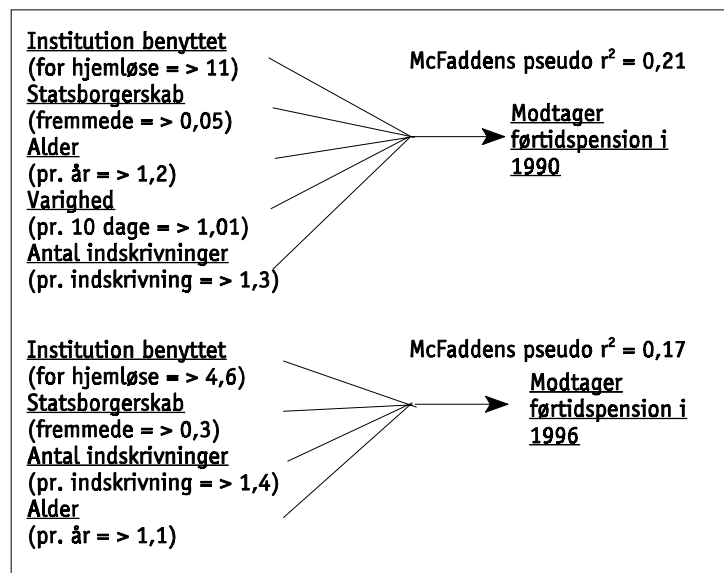 Institution benyttet
(for hjemløse = > 11)
Statsborgerskab
(fremmede = > 0,05)
Alder
(pr. år = > 1,2)
Varighed
(pr. 10 dage = > 1,01)
Antal indskrivninger
(pr. indskrivning = > 1,3)
McFaddens pseudo r² = 0,21
Modtager
førtidspension i
1990
Institution benyttet
(for hjemløse = > 4,6)
Statsborgerskab
(fremmede = > 0,3)
Antal indskrivninger
(pr. indskrivning = > 1,4)
Alder
(pr. år = > 1,1)
McFaddens pseudo r² = 0,17
Modtager
førtidspension i
1996